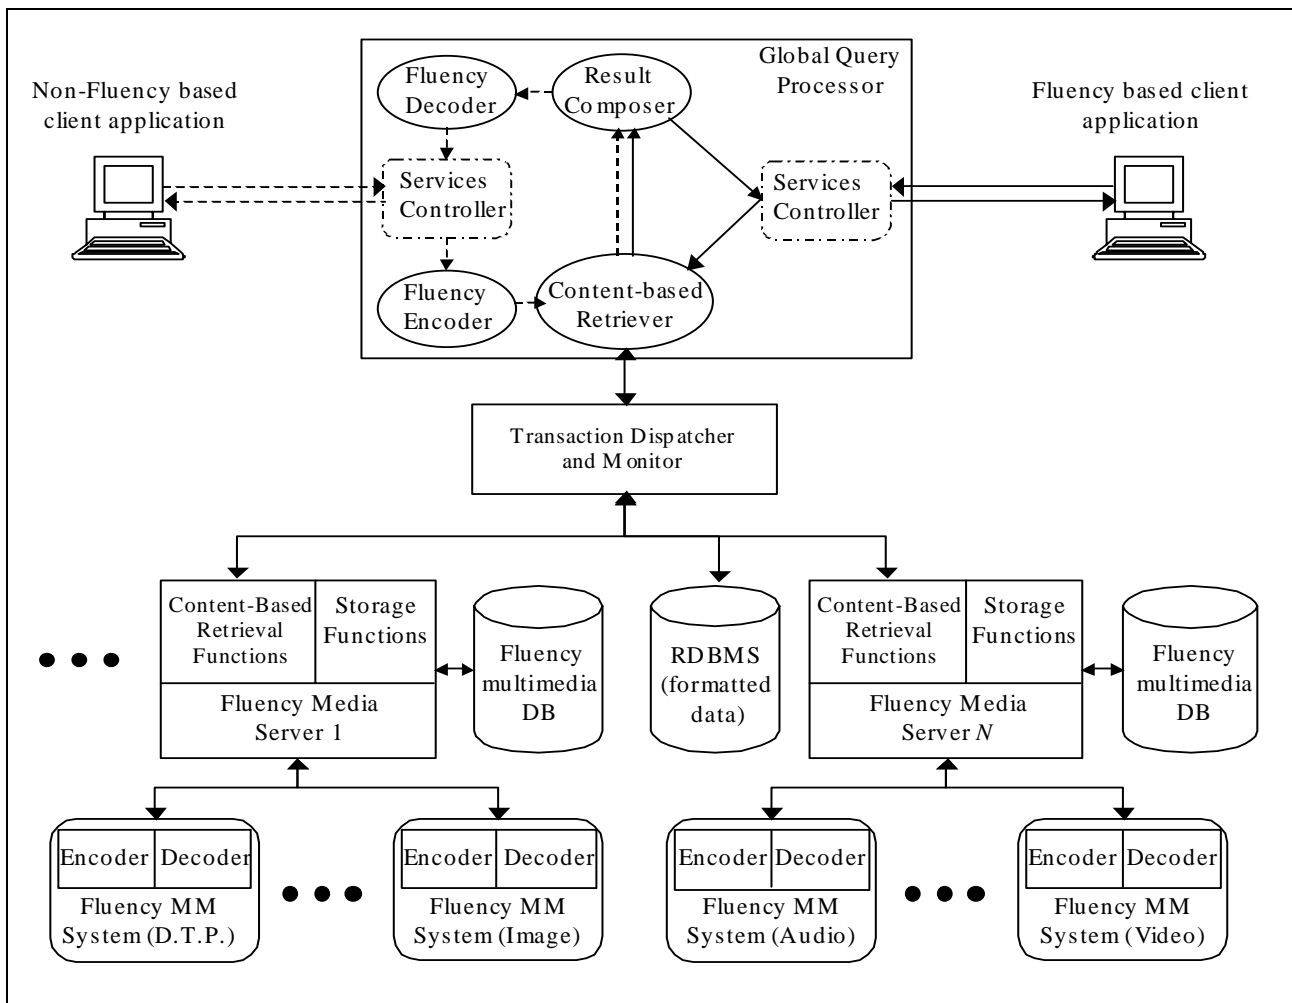 Global Query
Processor
Non-Fluency based
client application
Fluency
Decoder
Result
Composer
Fluency based client
application
Services
Controller
Services
Controller
Fluency
Encoder
Content-based
Retriever
Transaction Dispatcher
and Monitor
Content-Based
Retrieval
Functions
Storage
Functions
Fluency Media
Server 1
Fluency
multimedia
DB
RDBMS
(formatted
data)
Content-Based
Retrieval
Functions
Storage
Functions
Fluency Media
Server N
Fluency
multimedia
DB
Encoder
Decoder
Fluency MM
System (D.T.P.)
Encoder
Decoder
Fluency MM
System (Image)
Encoder
Decoder
Fluency MM
System (Audio)
Encoder
Decoder
Fluency MM
System (Video)